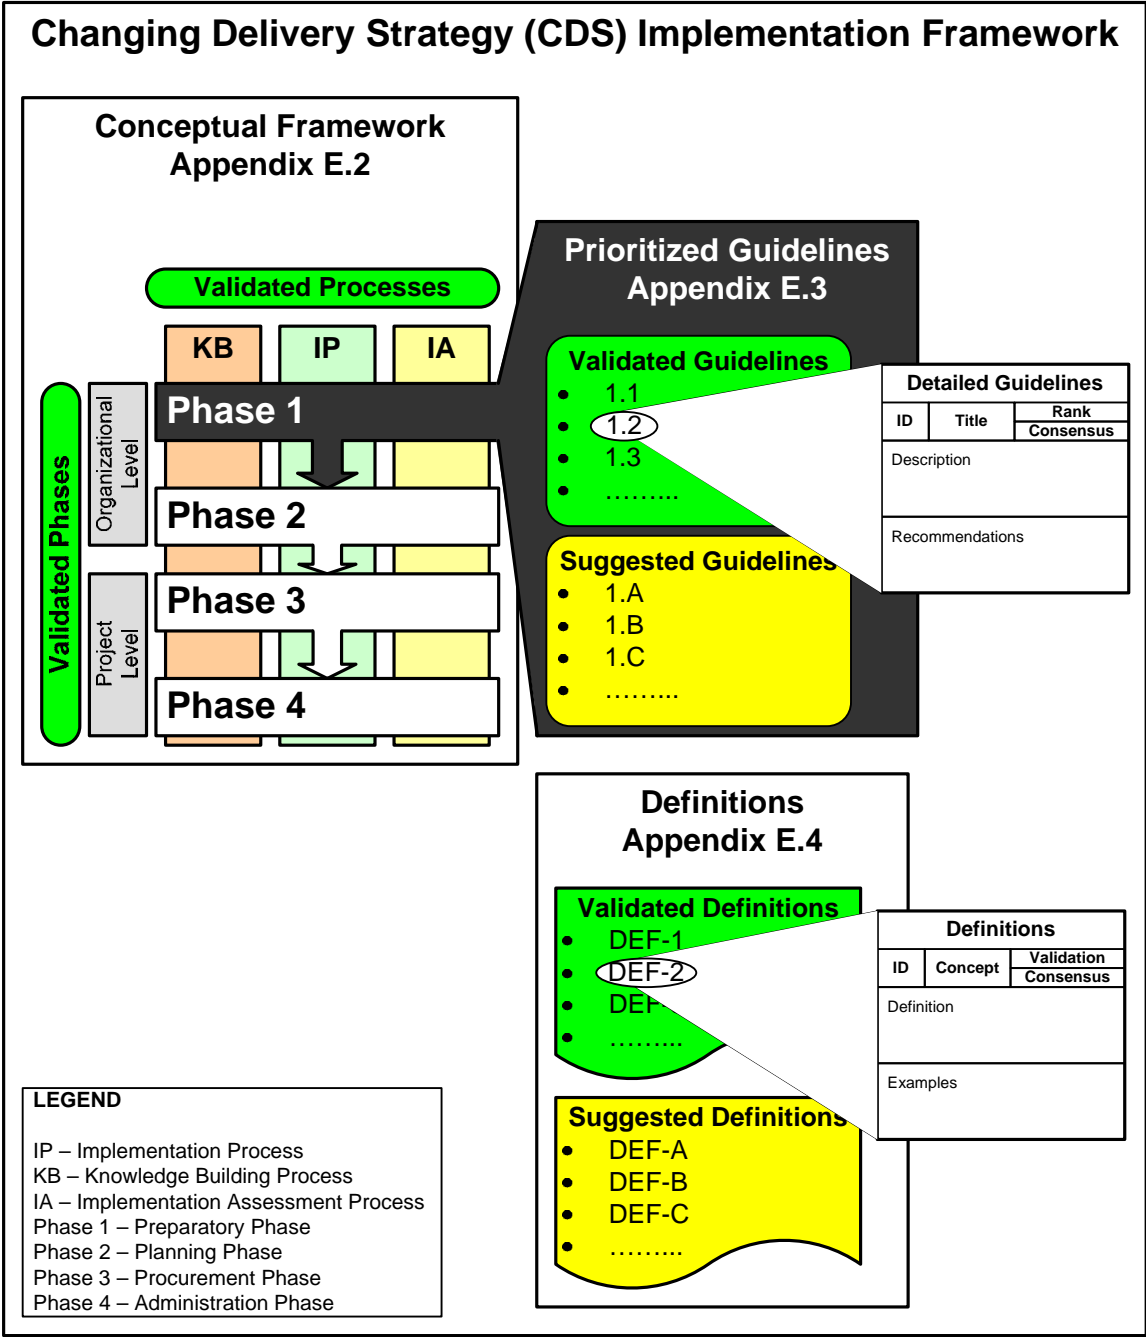 Changing Delivery Strategy (CDS) Implementation Framework
Conceptual Framework
Appendix E.2
Validated Processes
KB
IP
IA
Validated Phases
Organizational
Level
Project
Level
Phase 1
Phase 2
Phase 3
Phase 4
Prioritized Guidelines
Appendix E.3
Validated Guidelines
• 1.1
• 1.2
• 1.3
• ……...
Suggested Guidelines
• 1.A
• 1.B
• 1.C
• ……...
Detailed Guidelines
ID
Title
Rank
Consensus
Description
Recommendations
Definitions
Appendix E.4
Validated Definitions
• DEF-1
• DEF-2
• DEF-
• ……...
Suggested Definitions
• DEF-A
• DEF-B
• DEF-C
• ……...
Definitions
ID
Concept
Validation
Consensus
Definition
Examples
LEGEND
IP – Implementation Process
KB – Knowledge Building Process
IA – Implementation Assessment Process
Phase 1 – Preparatory Phase
Phase 2 – Planning Phase
Phase 3 – Procurement Phase
Phase 4 – Administration Phase